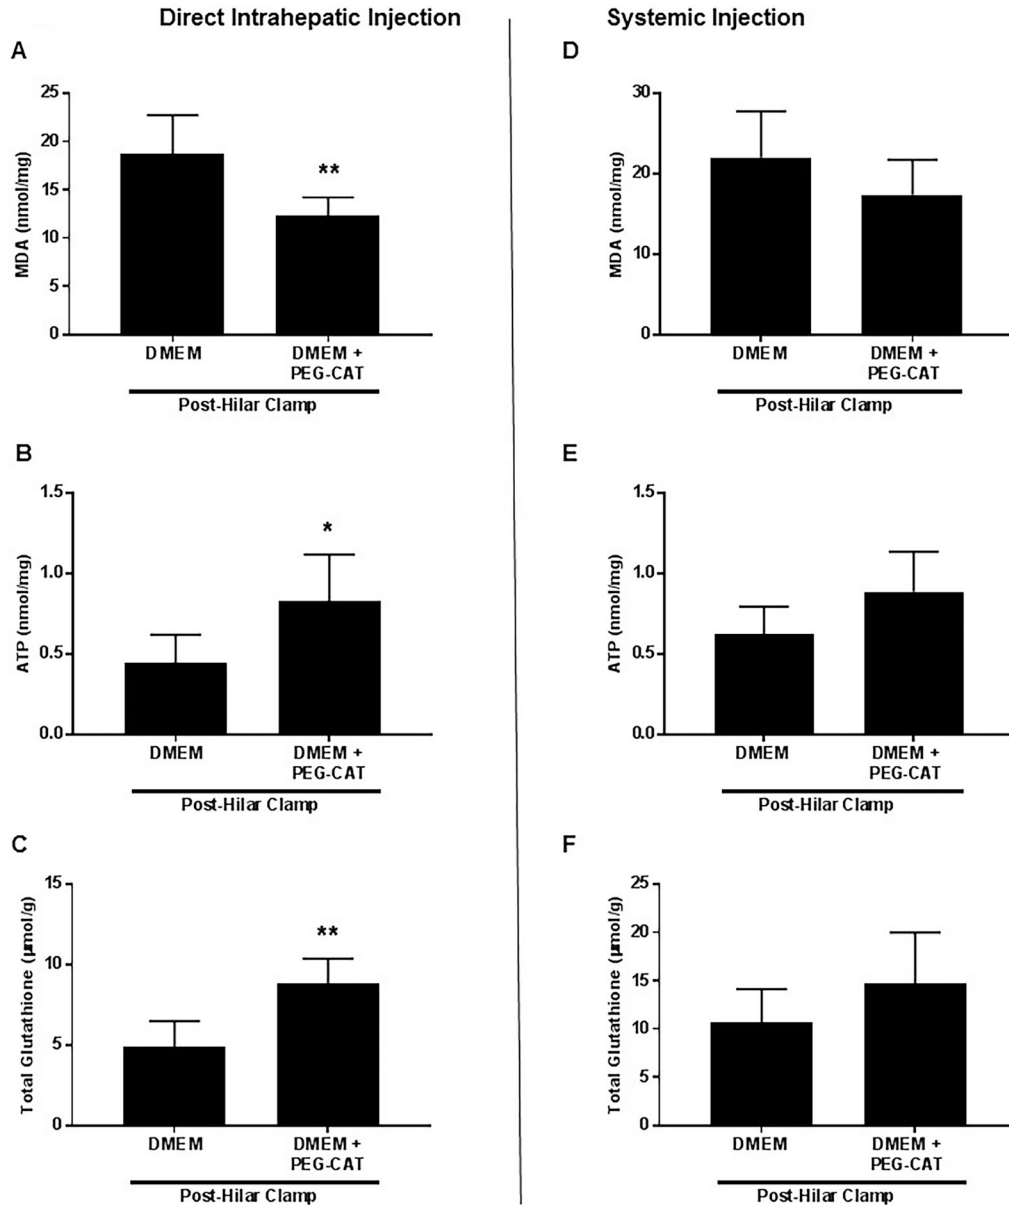 Direct Intrahepatic Injection
Systemic Injection
A
25
20
15
10
5
0
MDA (nmol/mg)
**
DMEM
DMEM +
PEG-CAT
Post-Hilar Clamp
D
30
20
10
0
MDA (nmol/mg)
DMEM
DMEM +
PEG-CAT
Post-Hilar Clamp
B
1.5
1.0
0.5
0.0
ATP (nmol/mg)
*
DMEM
DMEM +
PEG-CAT
Post-Hilar Clamp
E
1.5
1.0
0.5
0.0
ATP (nmol/mg)
DMEM
DMEM +
PEG-CAT
Post-Hilar Clamp
C
15
10
5
0
Total Glutathione (µmol/g)
**
DMEM
DMEM +
PEG-CAT
Post-Hilar Clamp
F
25
20
15
10
5
0
Total Glutathione (µmol/g)
DMEM
DMEM +
PEG-CAT
Post-Hilar Clamp